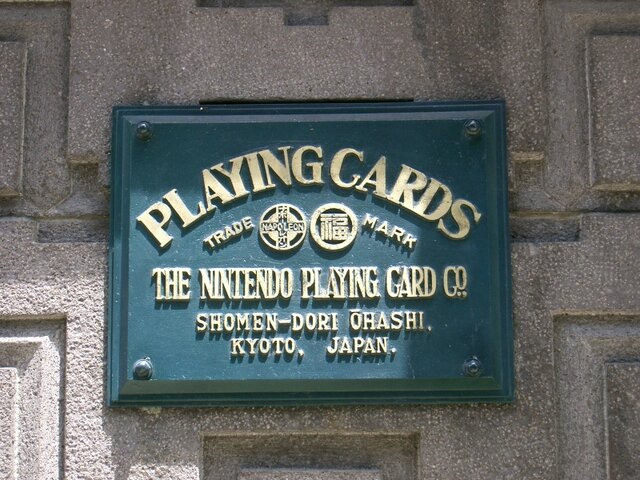 PLAYING CARDS
TRADE NAPOLEON 福 MARK
THE NINTENDO PLAYING CARD CO.
SHOMEN-DORI ŌHASHI.
KYOTO, JAPAN.